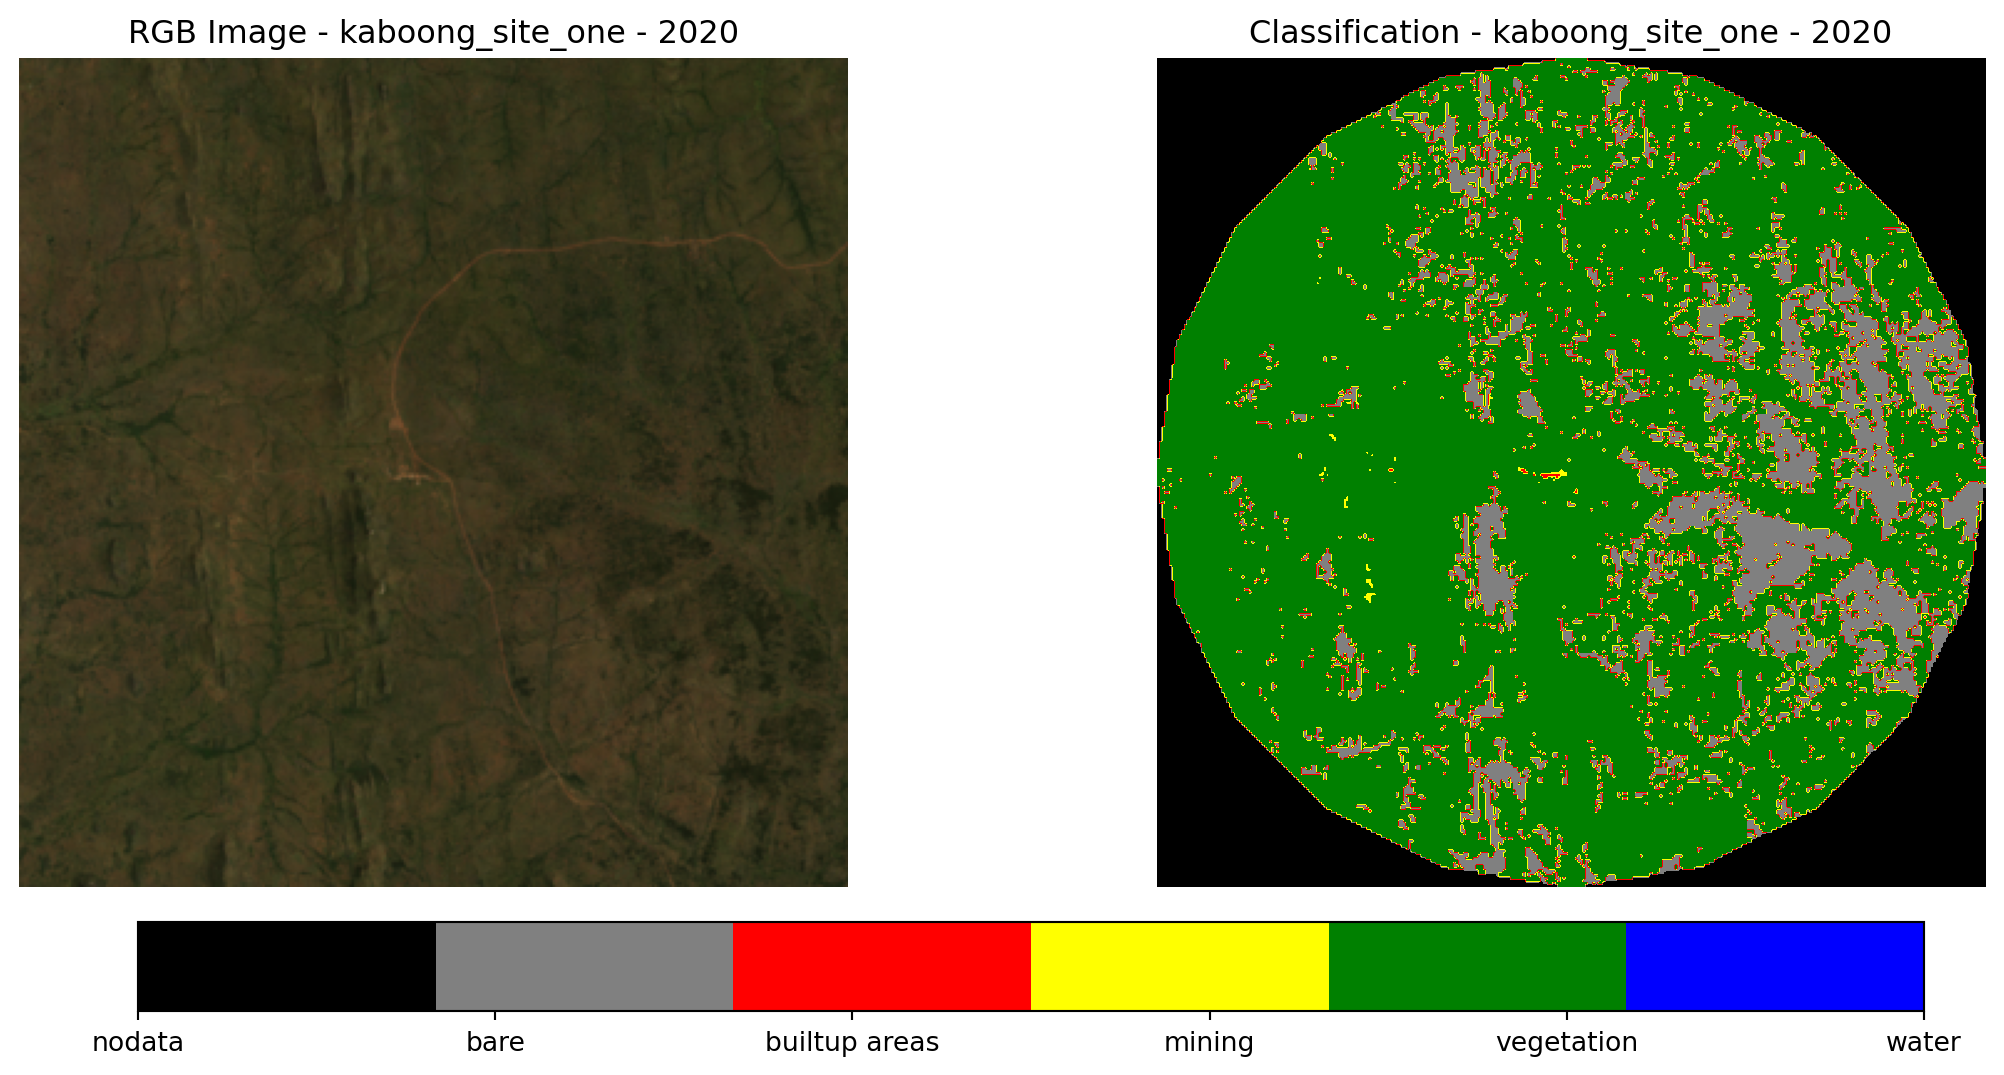 RGB Image - kaboong_site_one - 2020
Classification - kaboong_site_one - 2020
nodata bare builtup areas mining vegetation water